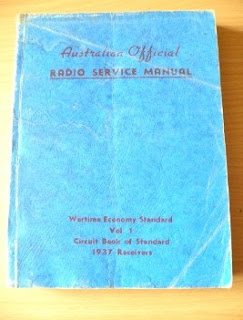 Australian Official
RADIO SERVICE MANUAL
Wartime Economy Standard
Vol 1
Circuit Book of Standard
1937 Receivers